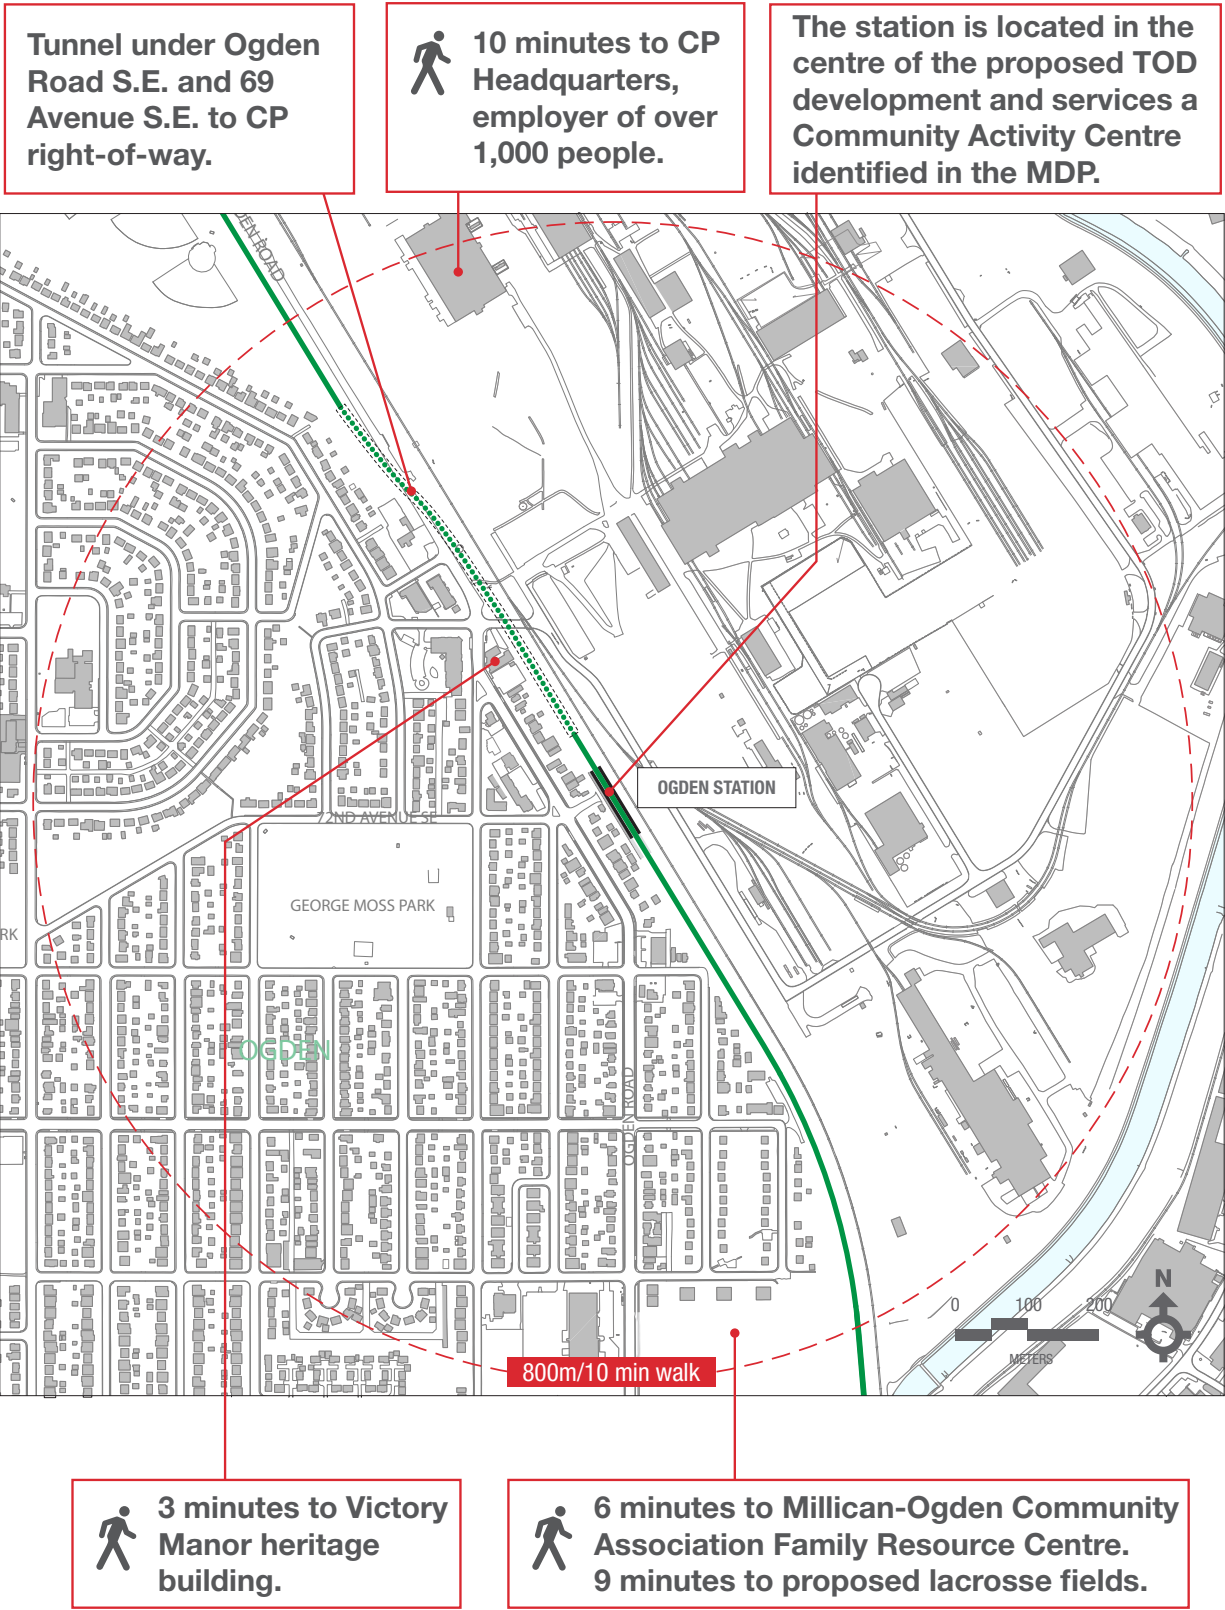 Tunnel under Ogden
Road S.E. and 69
Avenue S.E. to CP
right-of-way.
10 minutes to CP
Headquarters,
employer of over
1,000 people.
The station is located in the
centre of the proposed TOD
development and services a
Community Activity Centre
identified in the MDP.
DEN ROAD
OGDEN STATION
72ND AVENUE SE
GEORGE MOSS PARK
RK
OGDEN
OGDEN ROAD
N
0 100 200
METERS
800m/10 min walk
3 minutes to Victory
Manor heritage
building.
6 minutes to Millican-Ogden Community
Association Family Resource Centre.
9 minutes to proposed lacrosse fields.